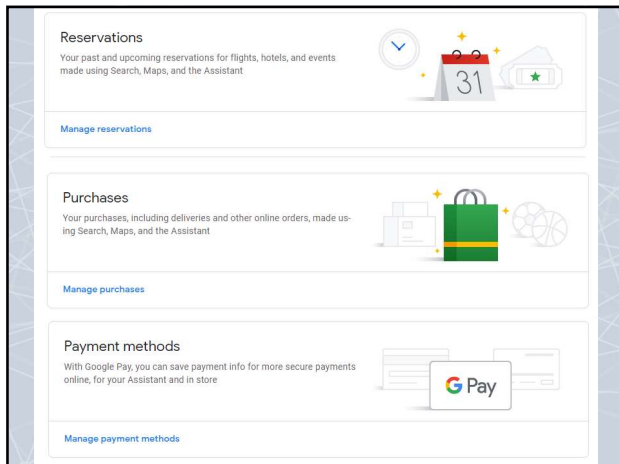 Reservations
Your past and upcoming reservations for flights, hotels, and events
made using Search, Maps, and the Assistant
31
Manage reservations
Purchases
Your purchases, including deliveries and other online orders, made us-
ing Search, Maps, and the Assistant
Manage purchases
Payment methods
With Google Pay, you can save payment info for more secure payments
online, for your Assistant and in store
G Pay
Manage payment methods